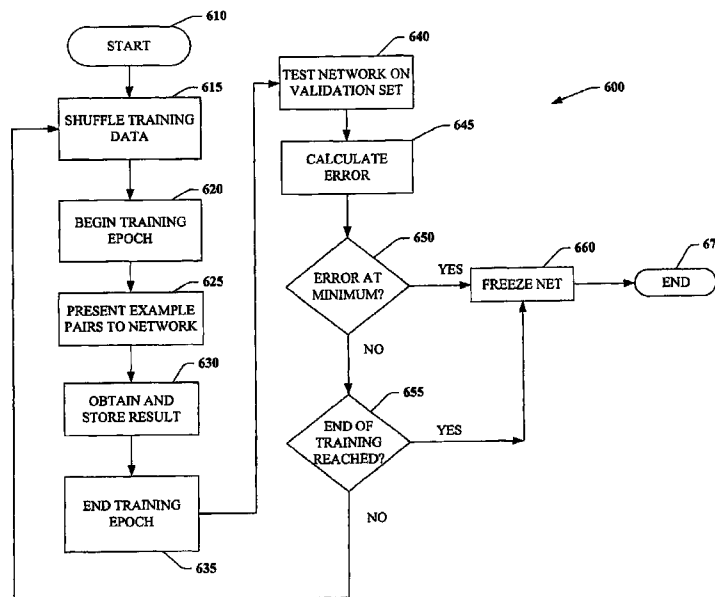 610
START
615
SHUFFLE TRAINING
DATA
620
BEGIN TRAINING
EPOCH
625
PRESENT EXAMPLE
PAIRS TO NETWORK
630
OBTAIN AND
STORE RESULT
END TRAINING
EPOCH
635
640
TEST NETWORK ON
VALIDATION SET
600
645
CALCULATE
ERROR
650
ERROR AT
MINIMUM?
YES
660
FREEZE NET
67
END
NO
655
END OF
TRAINING
REACHED?
YES
NO